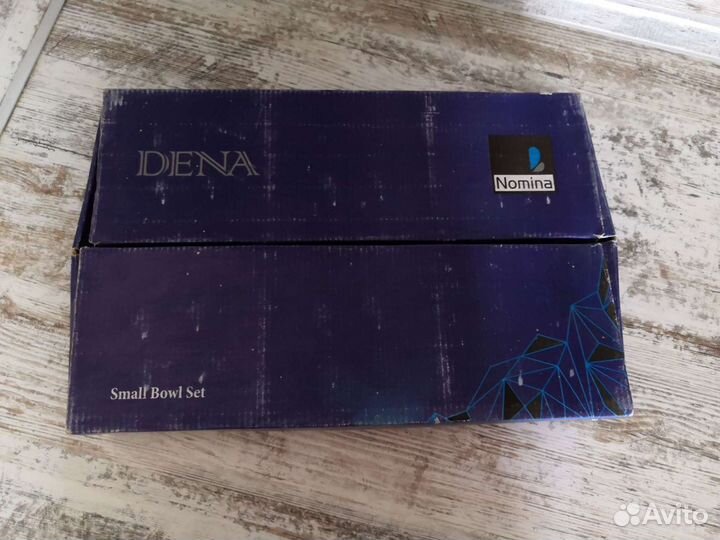 DENA
Nomina
Small Bowl Set
Avito